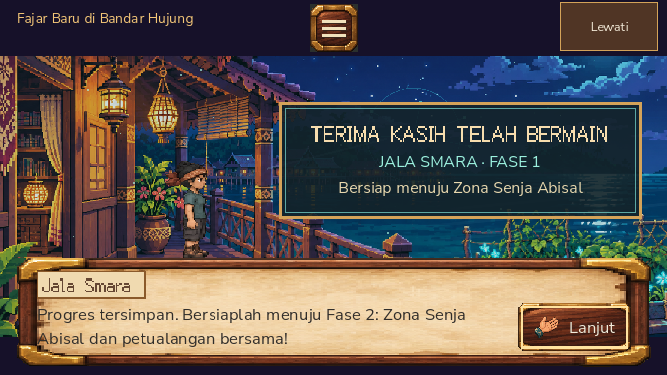 Fajar Baru di Bandar Hujung
Lewati
TERIMA KASIH TELAH BERMAIN
JALA SMARA · FASE 1
Bersiap menuju Zona Senja Abisal
Jala Smara
Progres tersimpan. Bersiaplah menuju Fase 2: Zona Senja
Abisal dan petualangan bersama!
Lanjut